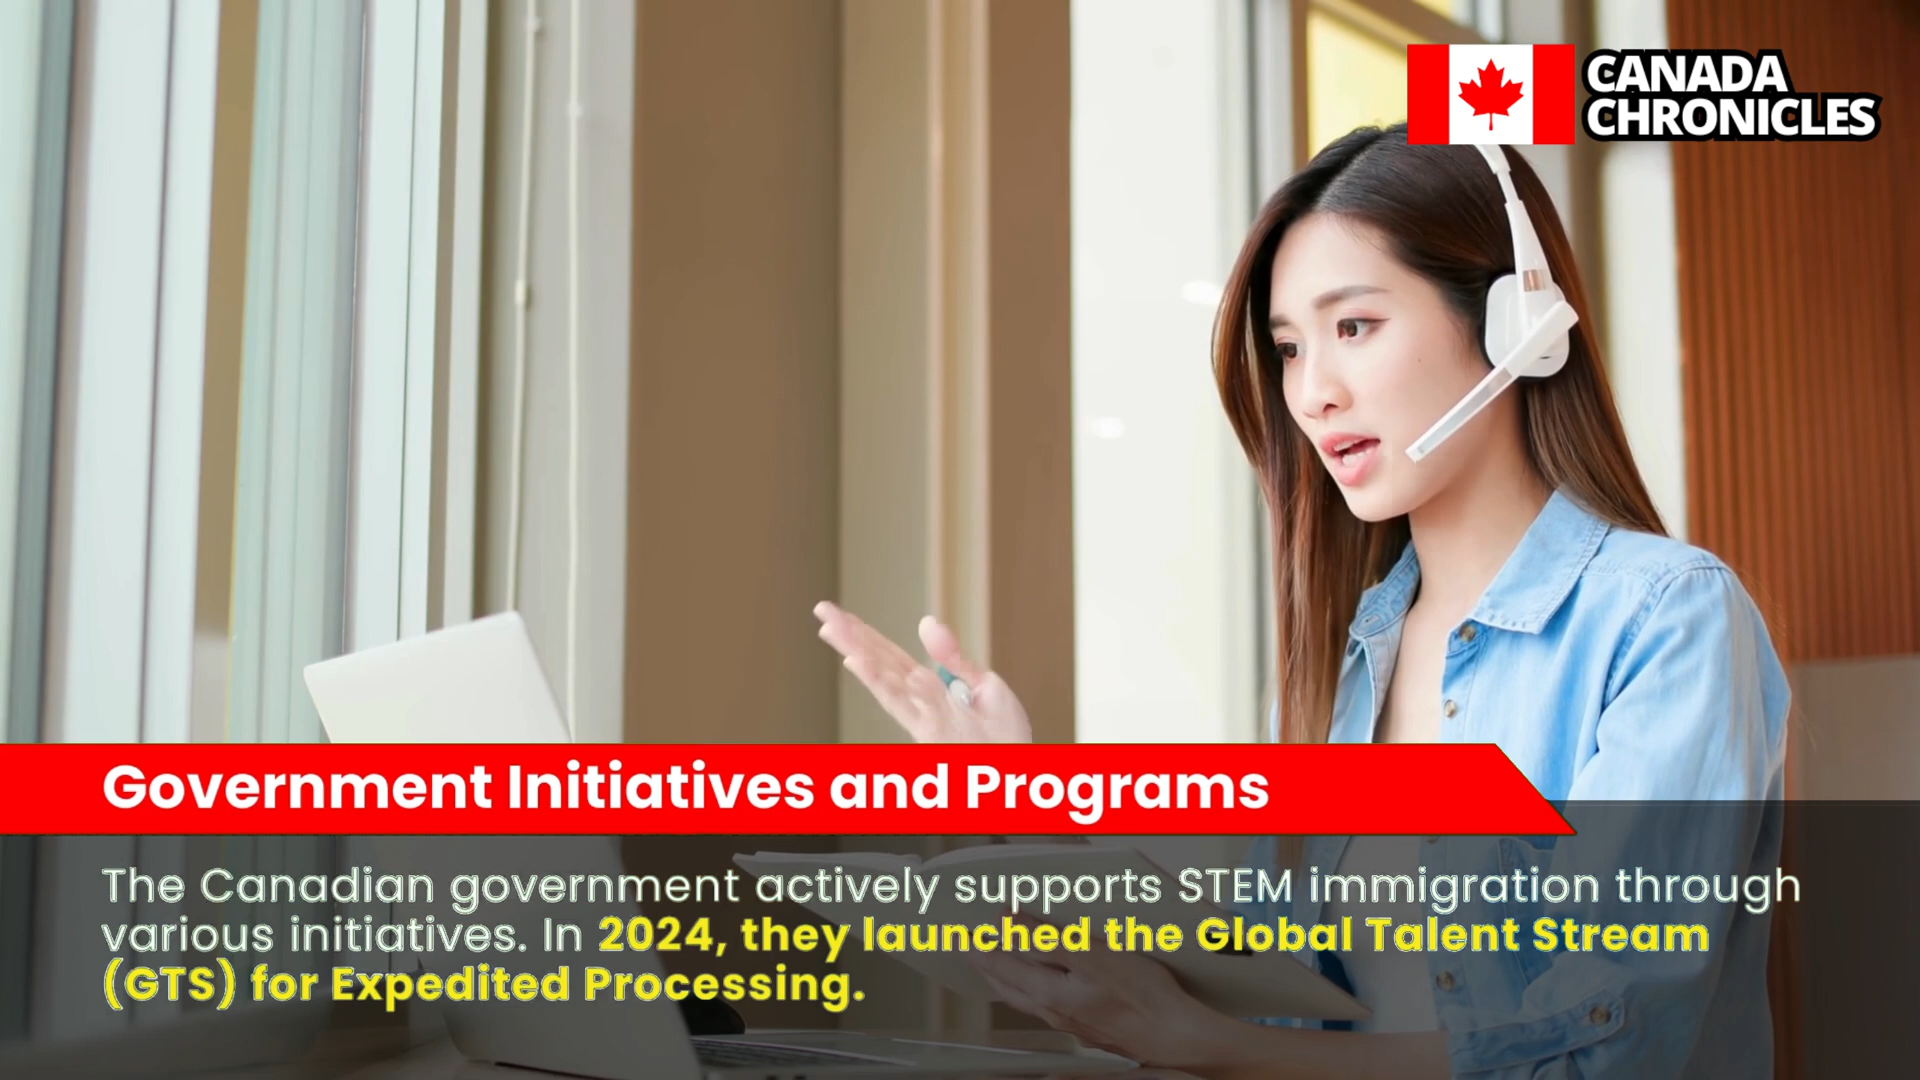 CANADA
CHRONICLES
Government Initiatives and Programs
The Canadian government actively supports STEM immigration through
various initiatives. In 2024, they launched the Global Talent Stream
(GTS) for Expedited Processing.